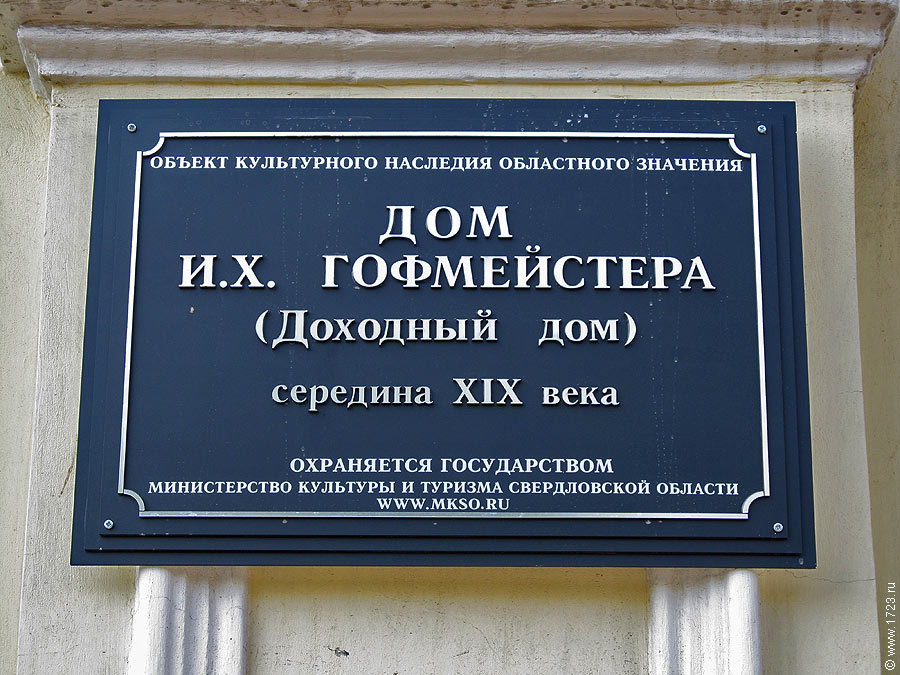 ОБЪЕКТ КУЛЬТУРНОГО НАСЛЕДИЯ ОБЛАСТНОГО ЗНАЧЕНИЯ
ДОМ
И.Х. ГОФМЕЙСТЕРА
(Доходный дом)
середина XIX века
ОХРАНЯЕТСЯ ГОСУДАРСТВОМ
МИНИСТЕРСТВО КУЛЬТУРЫ И ТУРИЗМА СВЕРДЛОВСКОЙ ОБЛАСТИ
WWW.MKSO.RU
© www.1723.ru